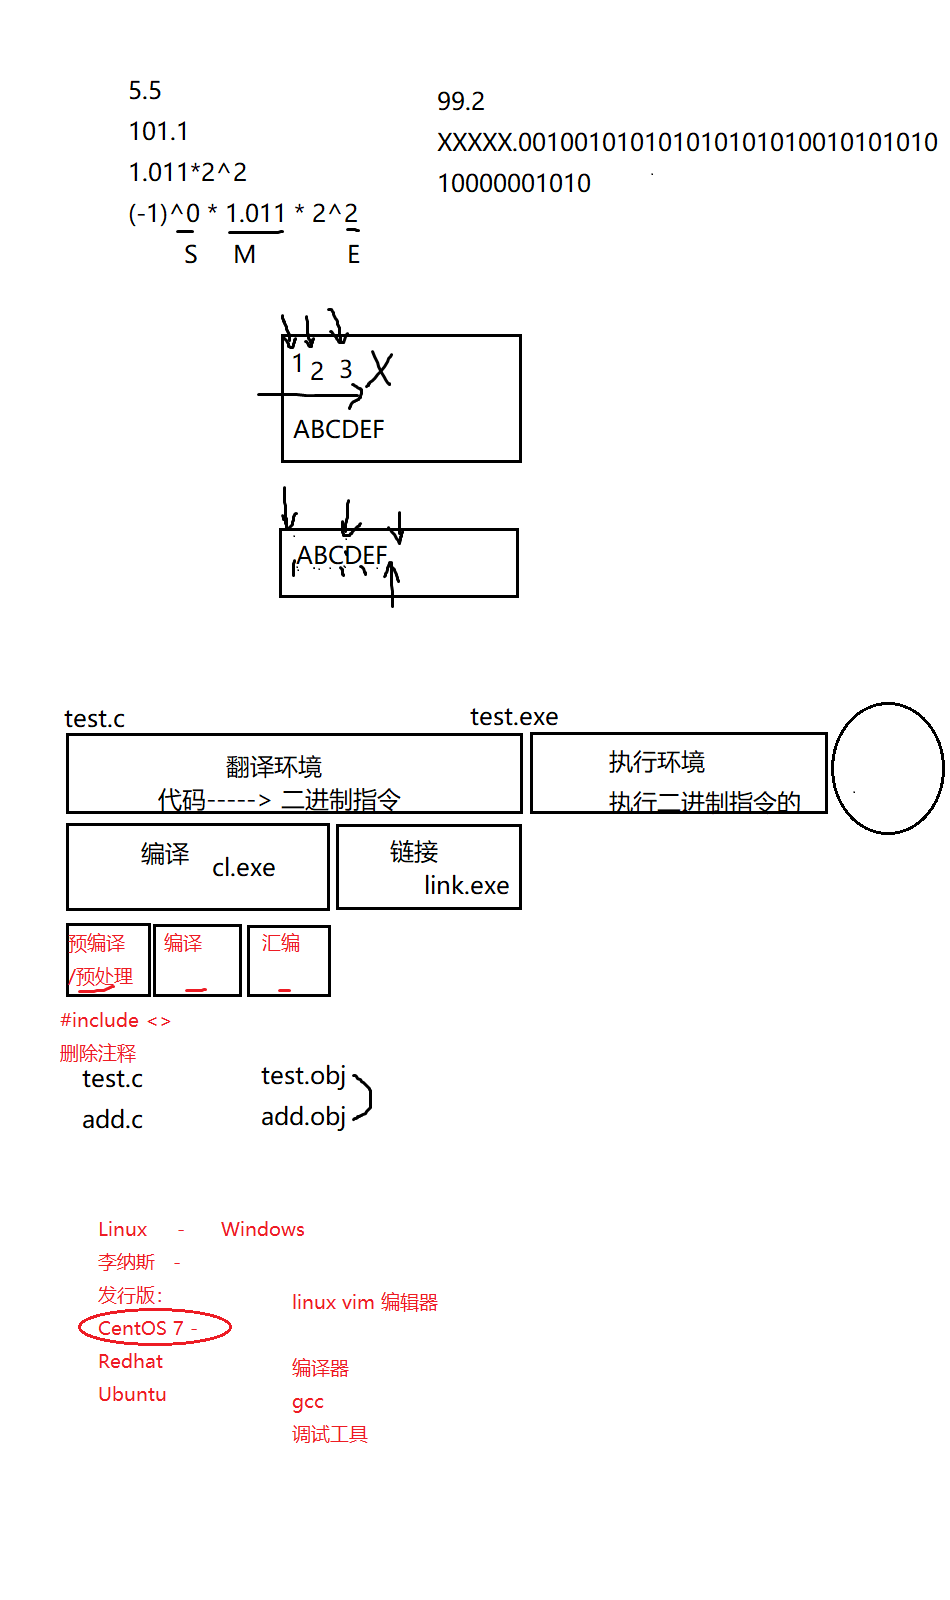 5.5
101.1
1.011*2^2
(-1)^0 * 1.011 * 2^2
S M E
99.2
XXXXX.001001010101010101010010101010
10000001010
1 2 3 X
ABCDEF
ABCDEF
test.c
test.exe
翻译环境
代码-----> 二进制指令
执行环境
执行二进制指令的
编译 cl.exe
链接
link.exe
预编译
/预处理
编译
汇编
#include <>
删除注释
test.c test.obj
add.c add.obj
Linux - Windows
李纳斯 -
发行版:
CentOS 7 -
Redhat
Ubuntu
linux vim 编辑器
编译器
gcc
调试工具